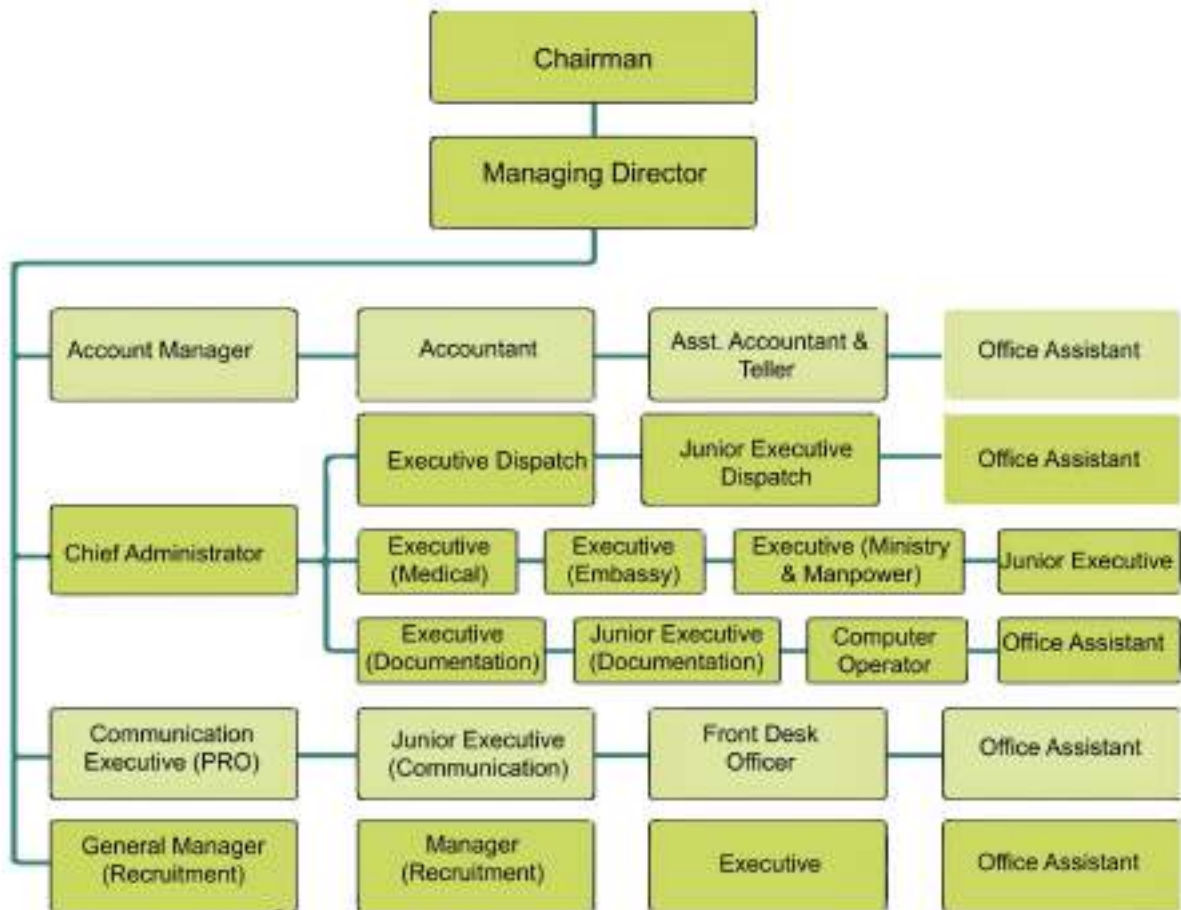 Chairman
Managing Director
Account Manager
Accountant
Asst. Accountant &
Teller
Office Assistant
Executive Dispatch
Junior Executive
Dispatch
Office Assistant
Chief Administrator
Executive
(Medical)
Executive
(Embassy)
Executive (Ministry
& Manpower)
Junior Executive
Executive
(Documentation)
Junior Executive
(Documentation)
Computer
Operator
Office Assistant
Communication
Executive (PRO)
Junior Executive
(Communication)
Front Desk
Officer
Office Assistant
General Manager
(Recruitment)
Manager
(Recruitment)
Executive
Office Assistant